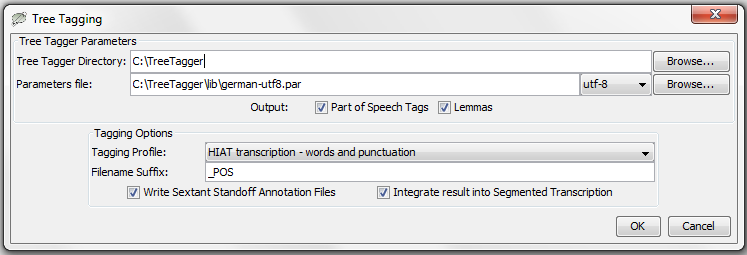 Tree Tagging
Tree Tagger Parameters
Tree Tagger Directory: C:\TreeTagger Browse...
Parameters file: C:\TreeTagger\lib\german-utf8.par utf-8 Browse...
Output: Part of Speech Tags Lemmas
Tagging Options
Tagging Profile: HIAT transcription - words and punctuation
Filename Suffix: _POS
Write Sextant Standoff Annotation Files Integrate result into Segmented Transcription
OK Cancel